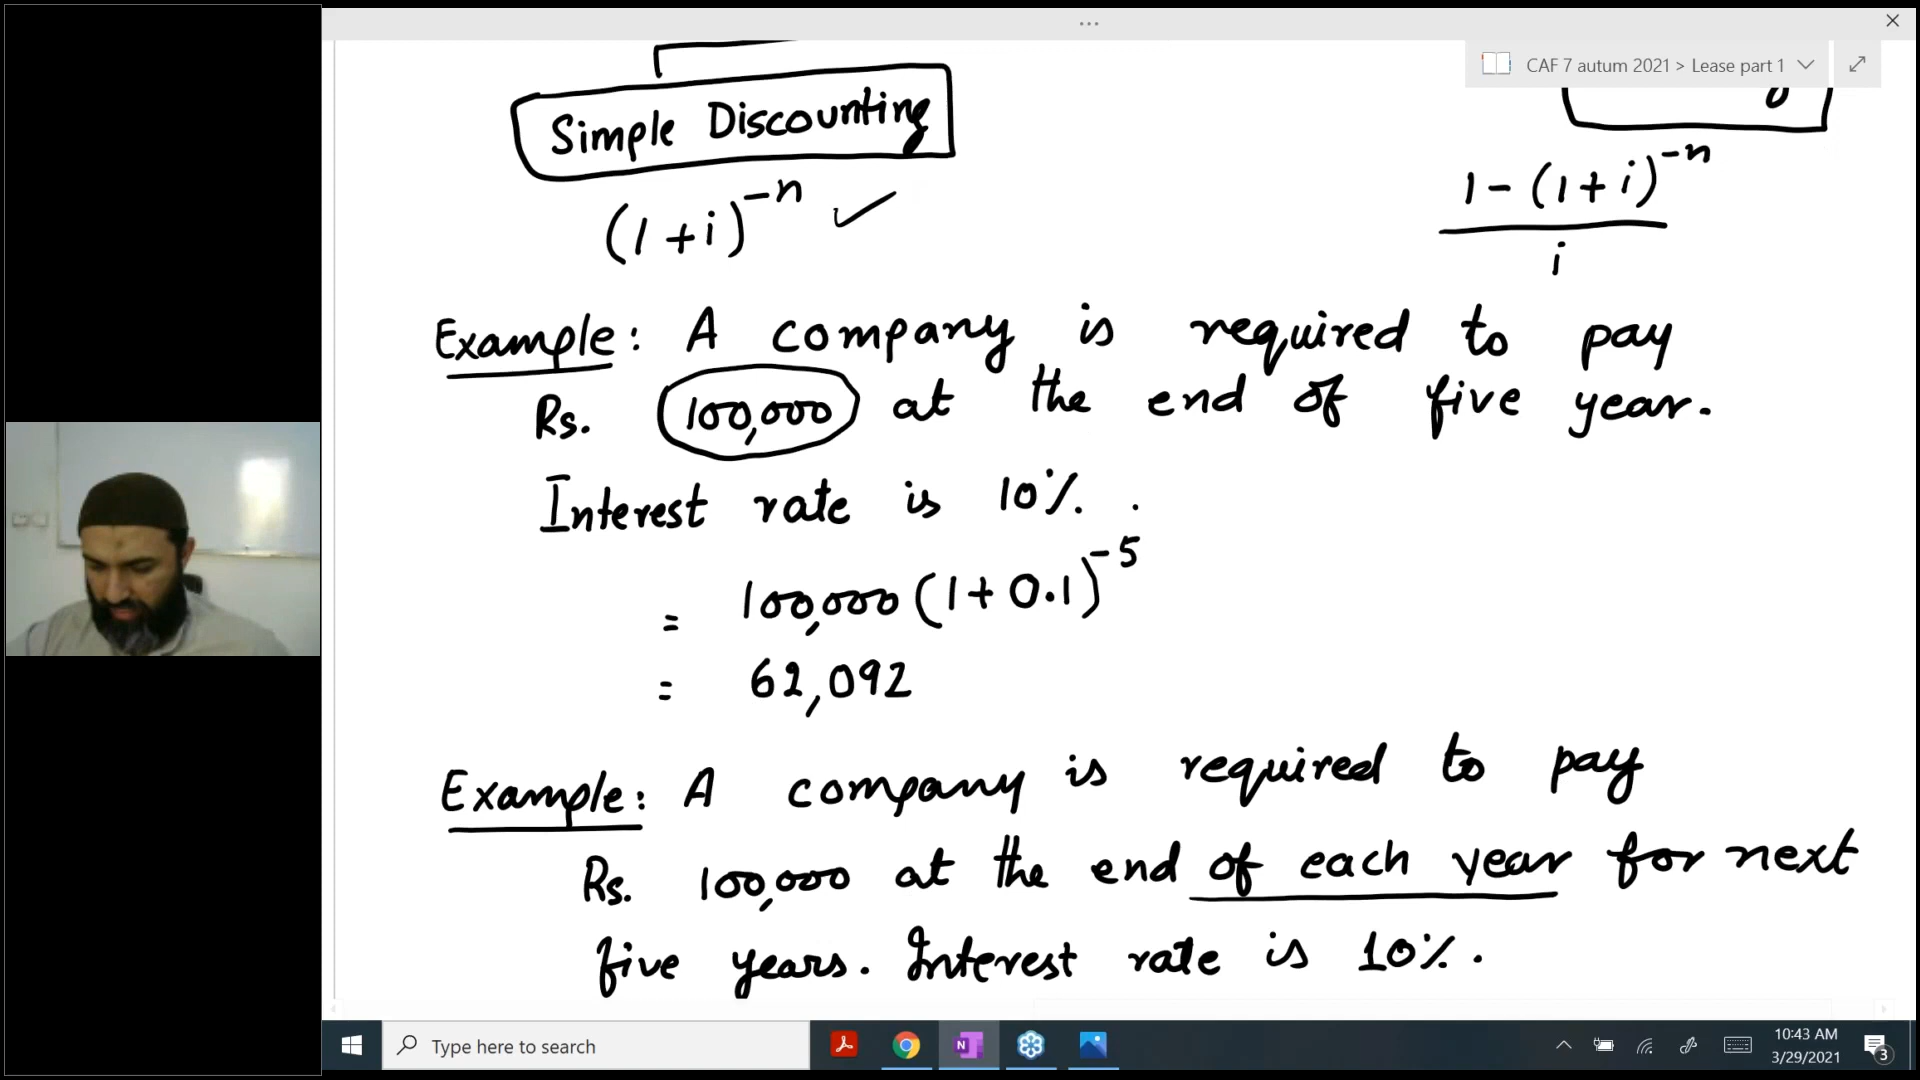 CAF 7 autum 2021 > Lease part 1
Simple Discounting
(1+i)^-n ✓
1-(1+i)^-n
i
Example: A company is required to pay
Rs. 100,000 at the end of five year.
Interest rate is 10%.
= 100,000(1+0.1)^-5
= 62,092
Example: A company is required to pay
Rs. 100,000 at the end of each year for next
five years. Interest rate is 10%.
Type here to search
10:43 AM
3/29/2021
3